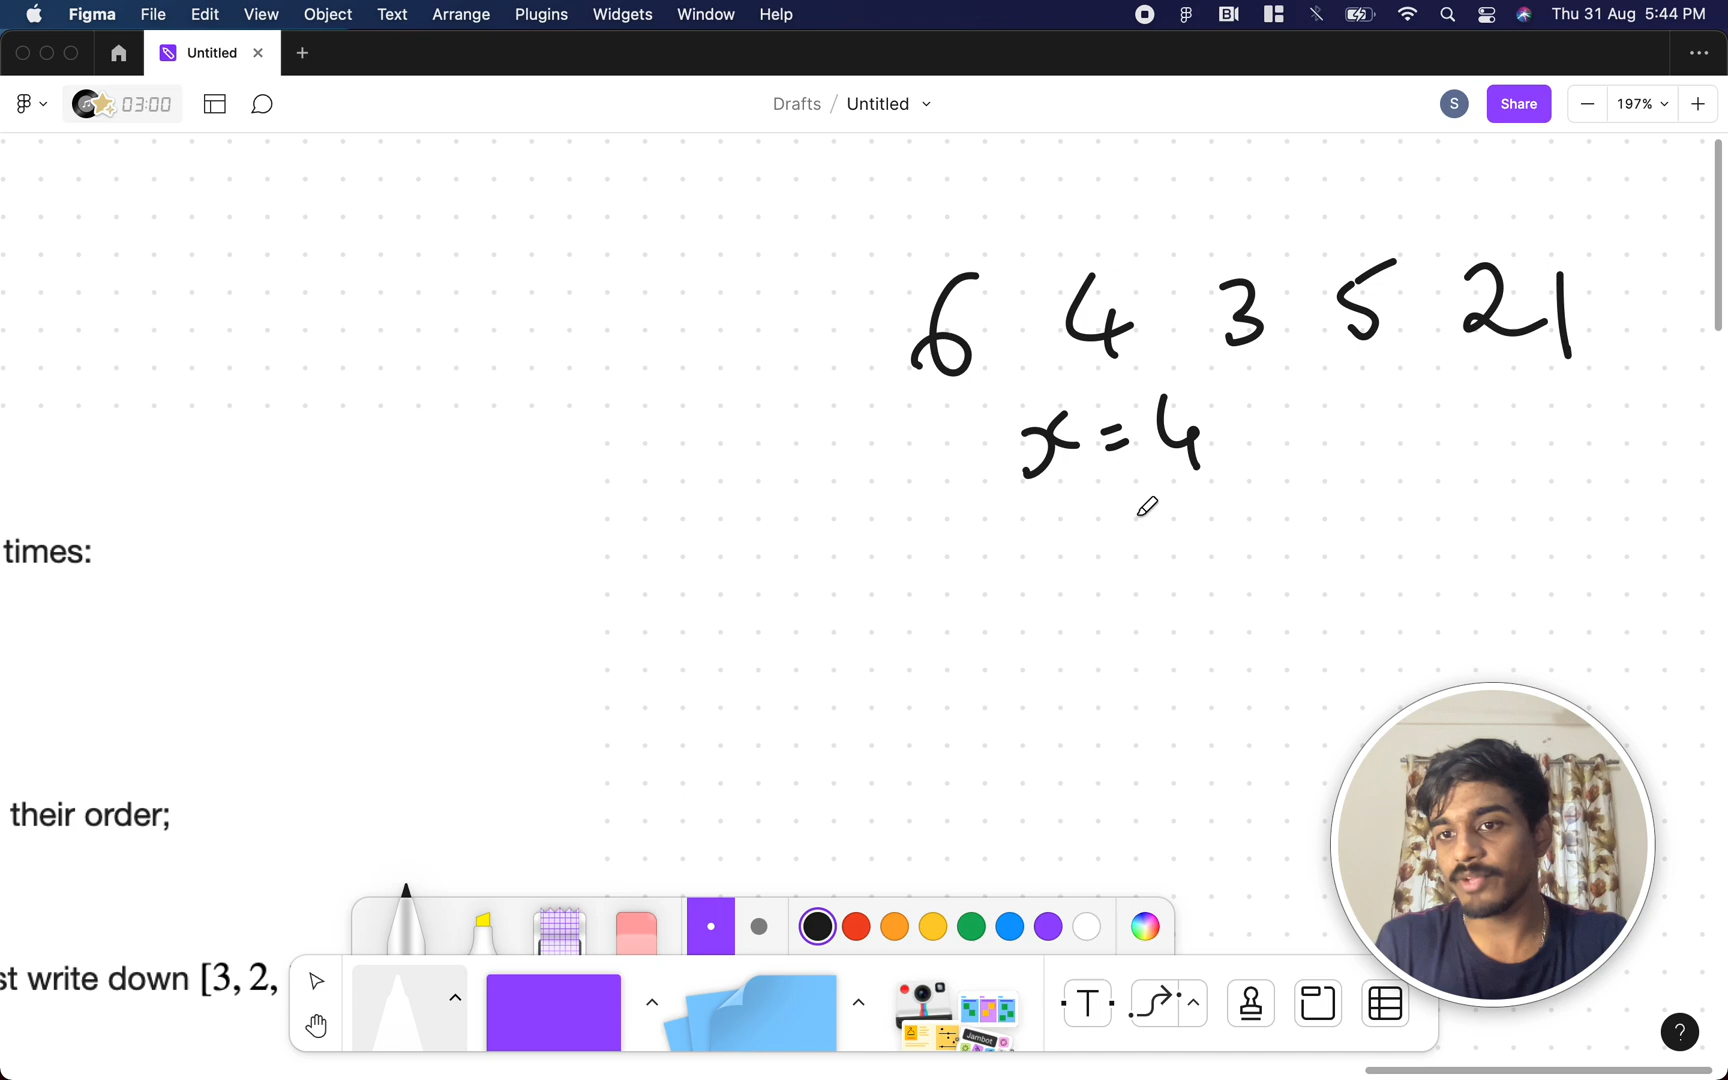 Figma File Edit View Object Text Arrange Plugins Widgets Window Help Thu 31 Aug 5:44 PM
Untitled
03:00 Drafts / Untitled S Share 197%
6 4 3 5 2 1
x = 4
times:
their order;
st write down [3, 2,
T
Jambot
?